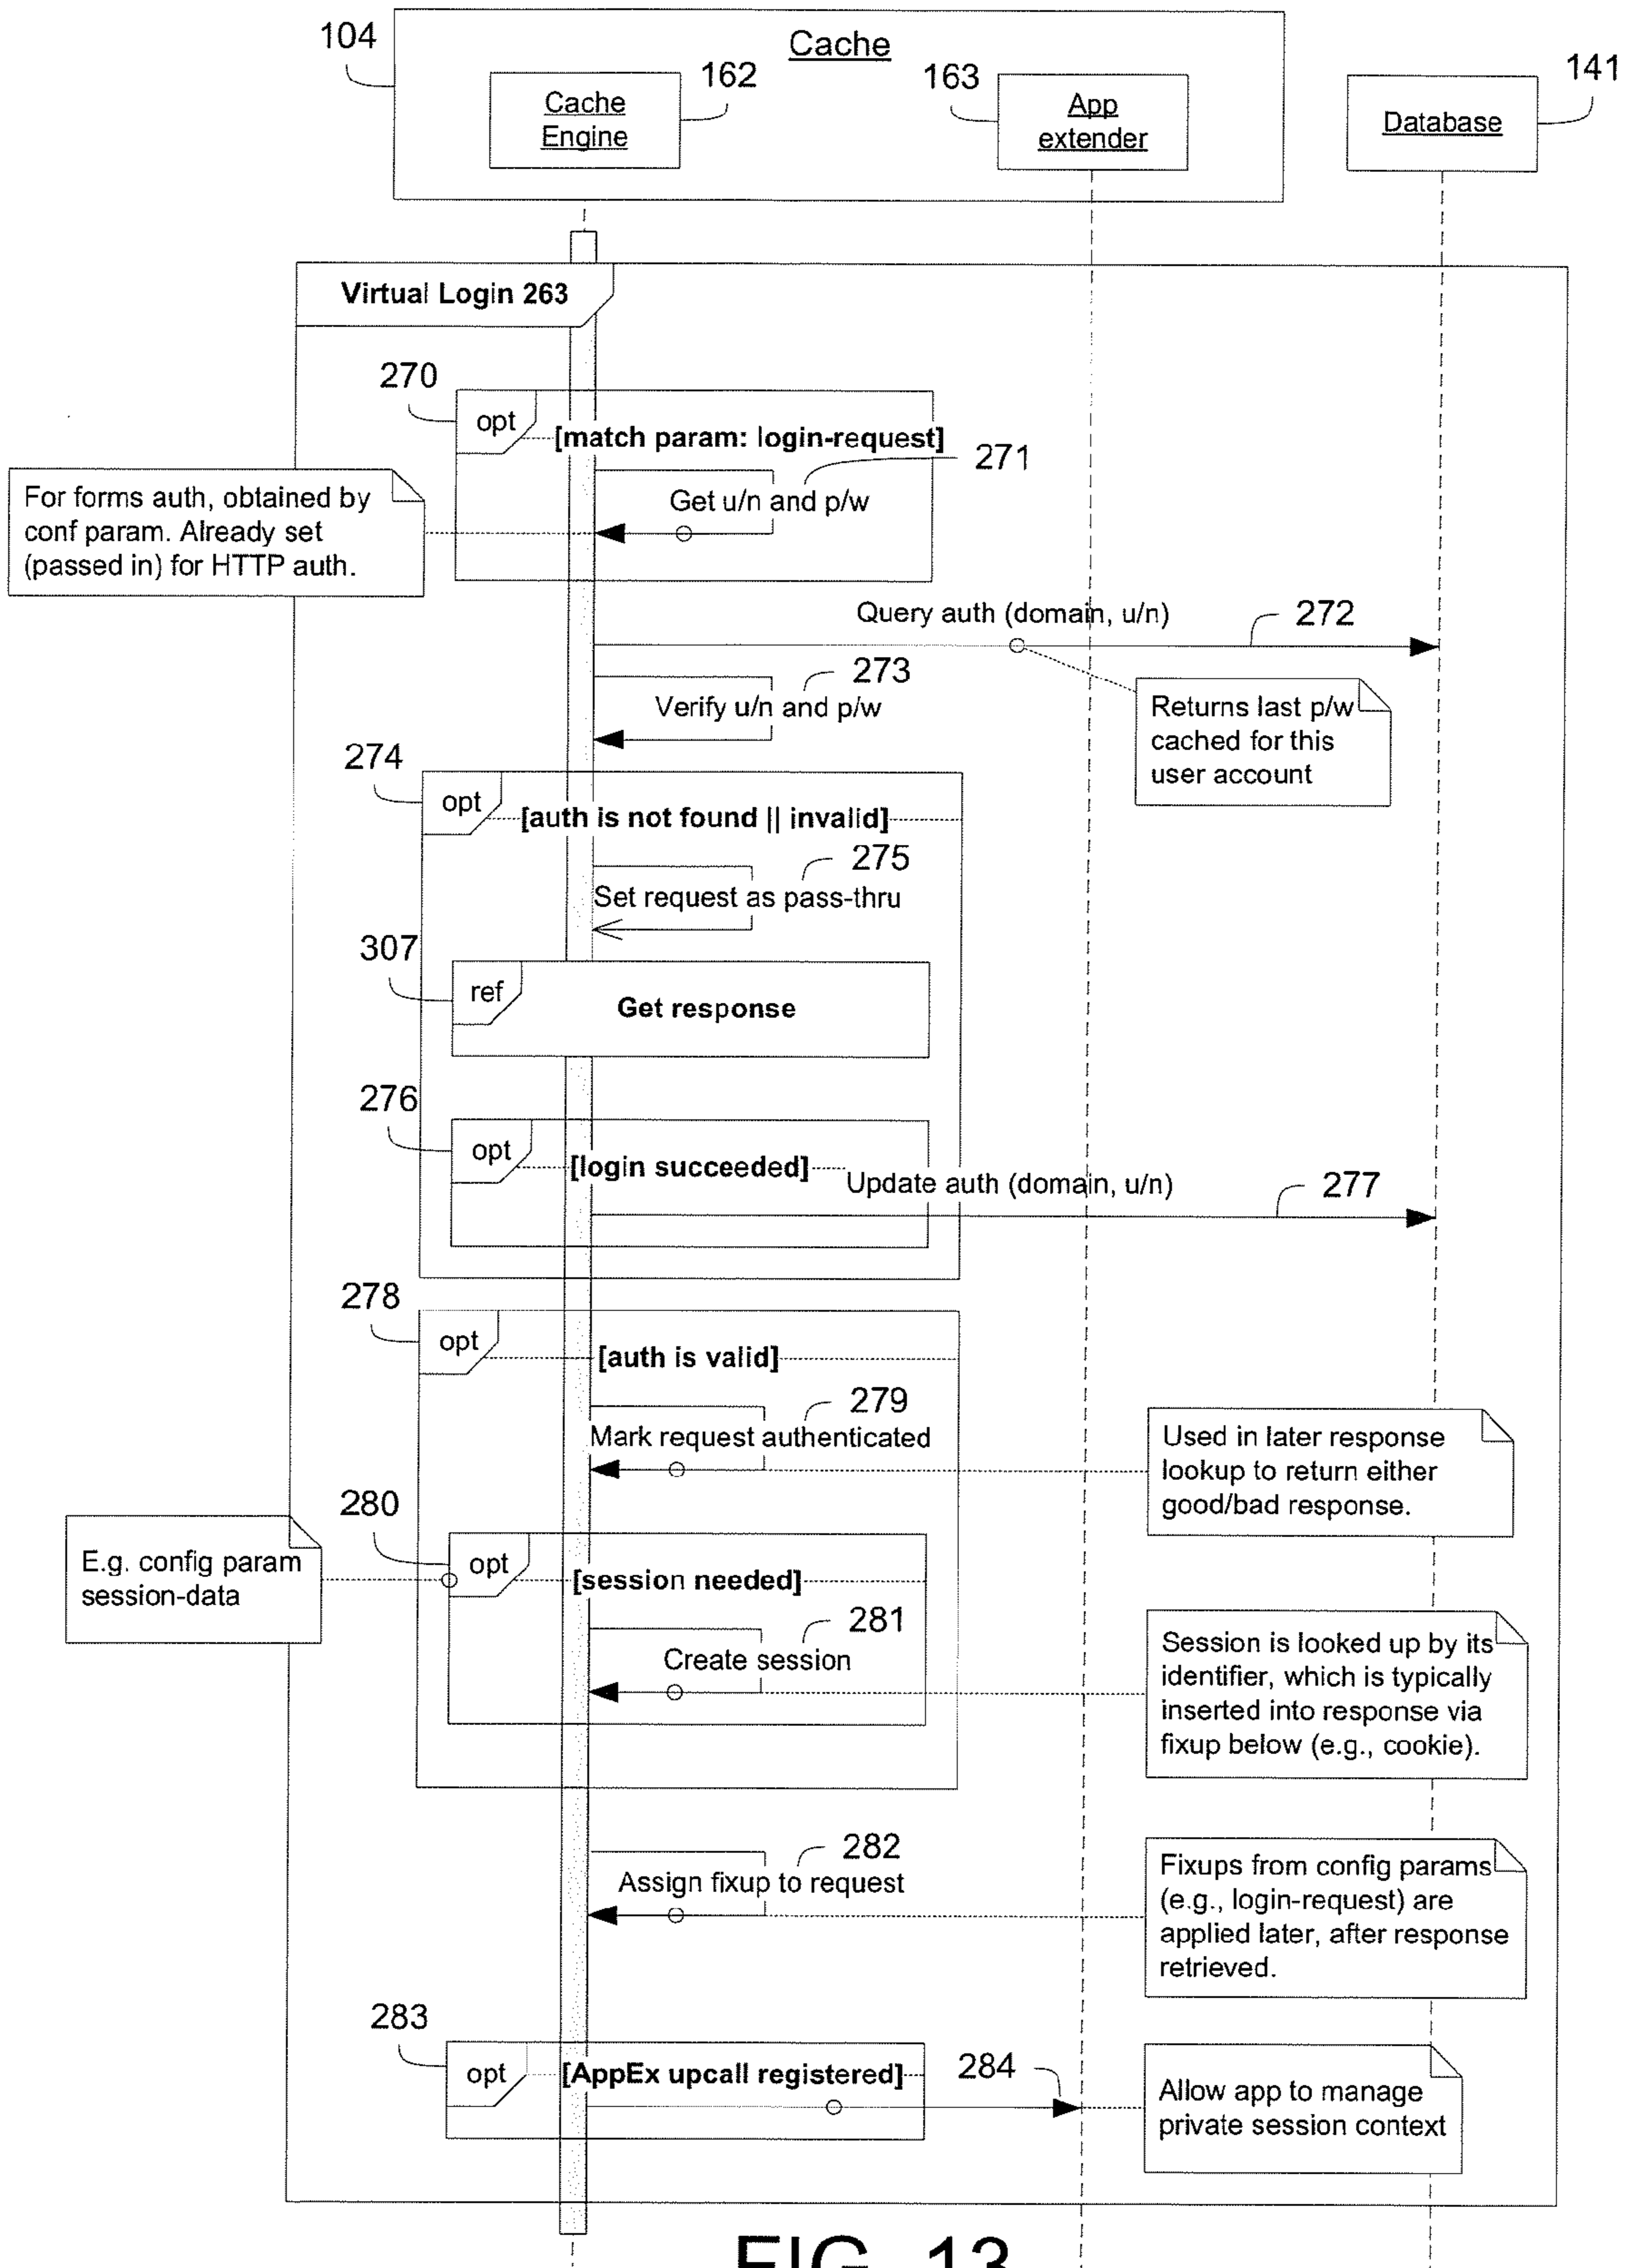 104
Cache
162
163
141
Cache
Engine
App
extender
Database
Virtual Login 263
270
opt
[match param: login-request]
271
Get u/n and p/w
For forms auth, obtained by
conf param. Already set
(passed in) for HTTP auth.
Query auth (domain, u/n)
272
273
Verify u/n and p/w
Returns last p/w
cached for this
user account
274
opt
[auth is not found || invalid]
275
Set request as pass-thru
307
ref
Get response
276
opt
[login succeeded]
Update auth (domain, u/n)
277
278
opt
[auth is valid]
279
Mark request authenticated
Used in later response
lookup to return either
good/bad response.
280
E.g. config param
session-data
opt
[session needed]
281
Create session
Session is looked up by its
identifier, which is typically
inserted into response via
fixup below (e.g., cookie).
282
Assign fixup to request
Fixups from config params
(e.g., login-request) are
applied later, after response
retrieved.
283
opt
[AppEx upcall registered]
284
Allow app to manage
private session context
FIG. 13